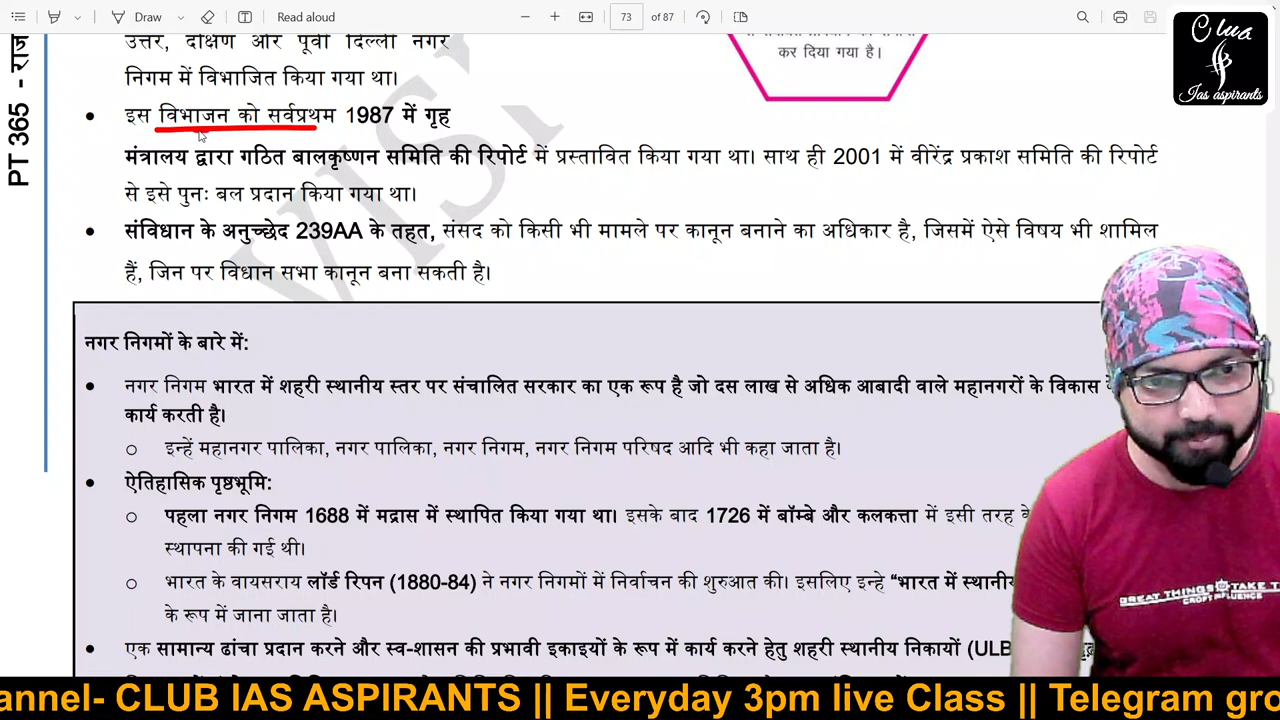 Draw
Read aloud
73 of 87
Club
Ias aspirants
PT 365 - राज
उत्तर, दक्षिण और पूर्वी दिल्ली नगर
निगम में विभाजित किया गया था।
कर दिया गया है।
• इस विभाजन को सर्वप्रथम 1987 में गृह
मंत्रालय द्वारा गठित बालकृष्णन समिति की रिपोर्ट में प्रस्तावित किया गया था। साथ ही 2001 में वीरेंद्र प्रकाश समिति की रिपोर्ट
से इसे पुनः बल प्रदान किया गया था।
• संविधान के अनुच्छेद 239AA के तहत, संसद को किसी भी मामले पर कानून बनाने का अधिकार है, जिसमें ऐसे विषय भी शामिल
हैं, जिन पर विधान सभा कानून बना सकती है।
नगर निगमों के बारे में:
• नगर निगम भारत में शहरी स्थानीय स्तर पर संचालित सरकार का एक रूप है जो दस लाख से अधिक आबादी वाले महानगरों के विकास
कार्य करती है।
o इन्हें महानगर पालिका, नगर पालिका, नगर निगम, नगर निगम परिषद आदि भी कहा जाता है।
• ऐतिहासिक पृष्ठभूमि:
o पहला नगर निगम 1688 में मद्रास में स्थापित किया गया था। इसके बाद 1726 में बॉम्बे और कलकत्ता में इसी तरह
स्थापना की गई थी।
o भारत के वायसराय लॉर्ड रिपन (1880-84) ने नगर निगमों में निर्वाचन की शुरुआत की। इसलिए इन्हे “भारत में स्थानीय
के रूप में जाना जाता है।
• एक सामान्य ढांचा प्रदान करने और स्व-शासन की प्रभावी इकाइयों के रूप में कार्य करने हेतु शहरी स्थानीय निकायों (ULB
GREAT THINGS TAKE T
INFLUENCE
annel- CLUB IAS ASPIRANTS || Everyday 3pm live Class || Telegram gro